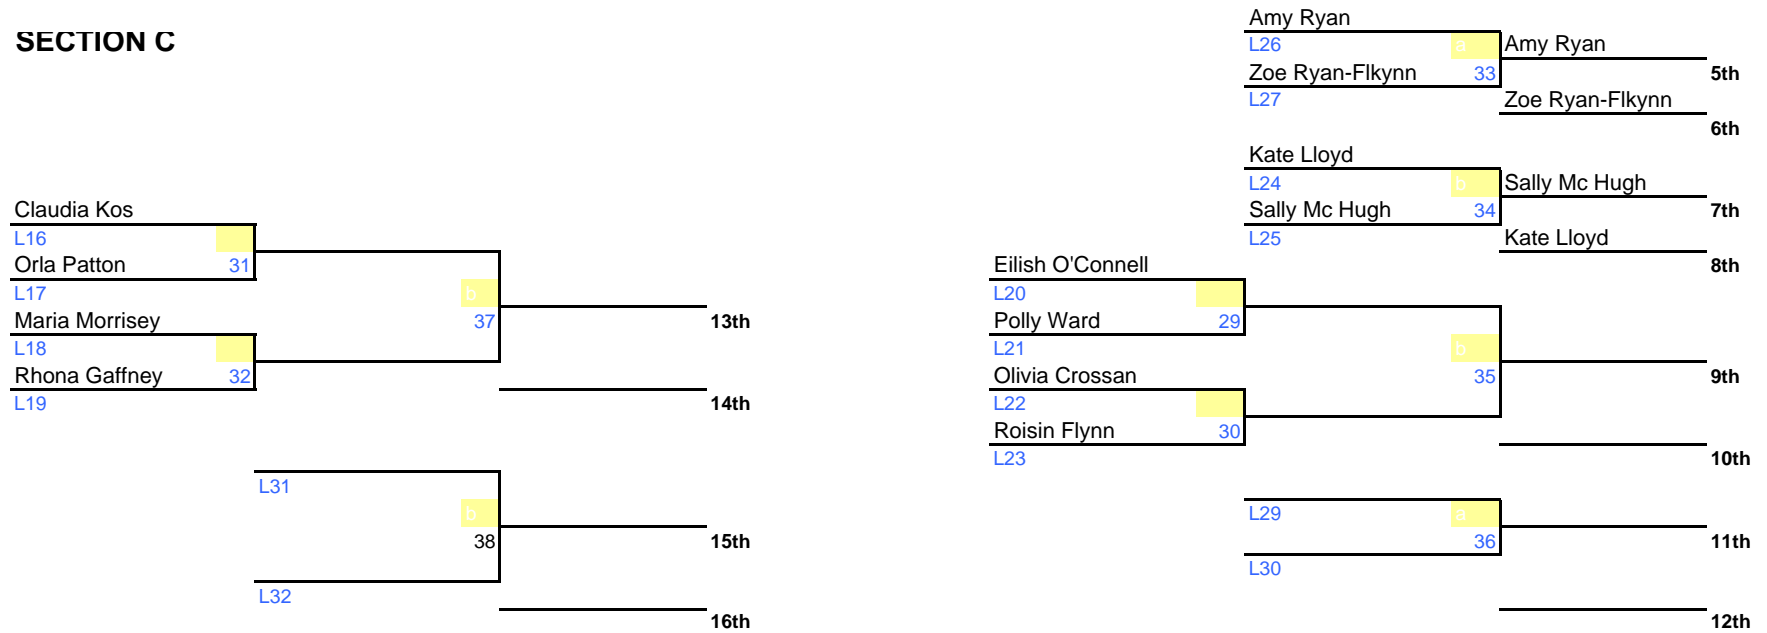 SECTION C
Amy Ryan
L26 a
Zoe Ryan-Flkynn 33
L27
Amy Ryan
5th
Zoe Ryan-Flkynn
6th
Kate Lloyd
L24 b
Sally Mc Hugh 34
L25
Sally Mc Hugh
7th
Kate Lloyd
8th
Claudia Kos
L16
Orla Patton 31
L17
Maria Morrisey
L18
Rhona Gaffney 32
L19
b
37
13th
14th
L31
b
38
15th
L32
16th
Eilish O'Connell
L20
Polly Ward 29
L21
Olivia Crossan
L22
Roisin Flynn 30
L23
b
35
9th
10th
L29 a
36
11th
L30
12th